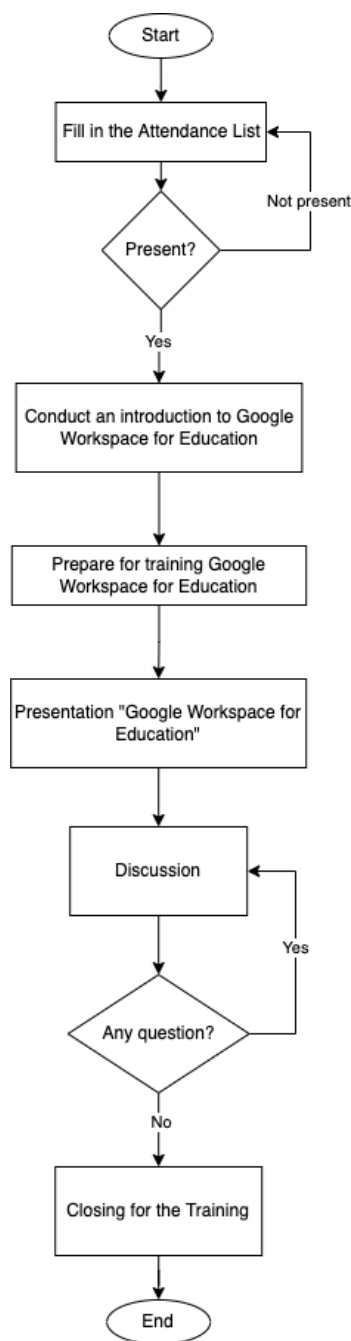 Start
Fill in the Attendance List
Not present
Present?
Yes
Conduct an introduction to Google
Workspace for Education
Prepare for training Google
Workspace for Education
Presentation "Google Workspace for
Education"
Discussion
Yes
Any question?
No
Closing for the Training
End